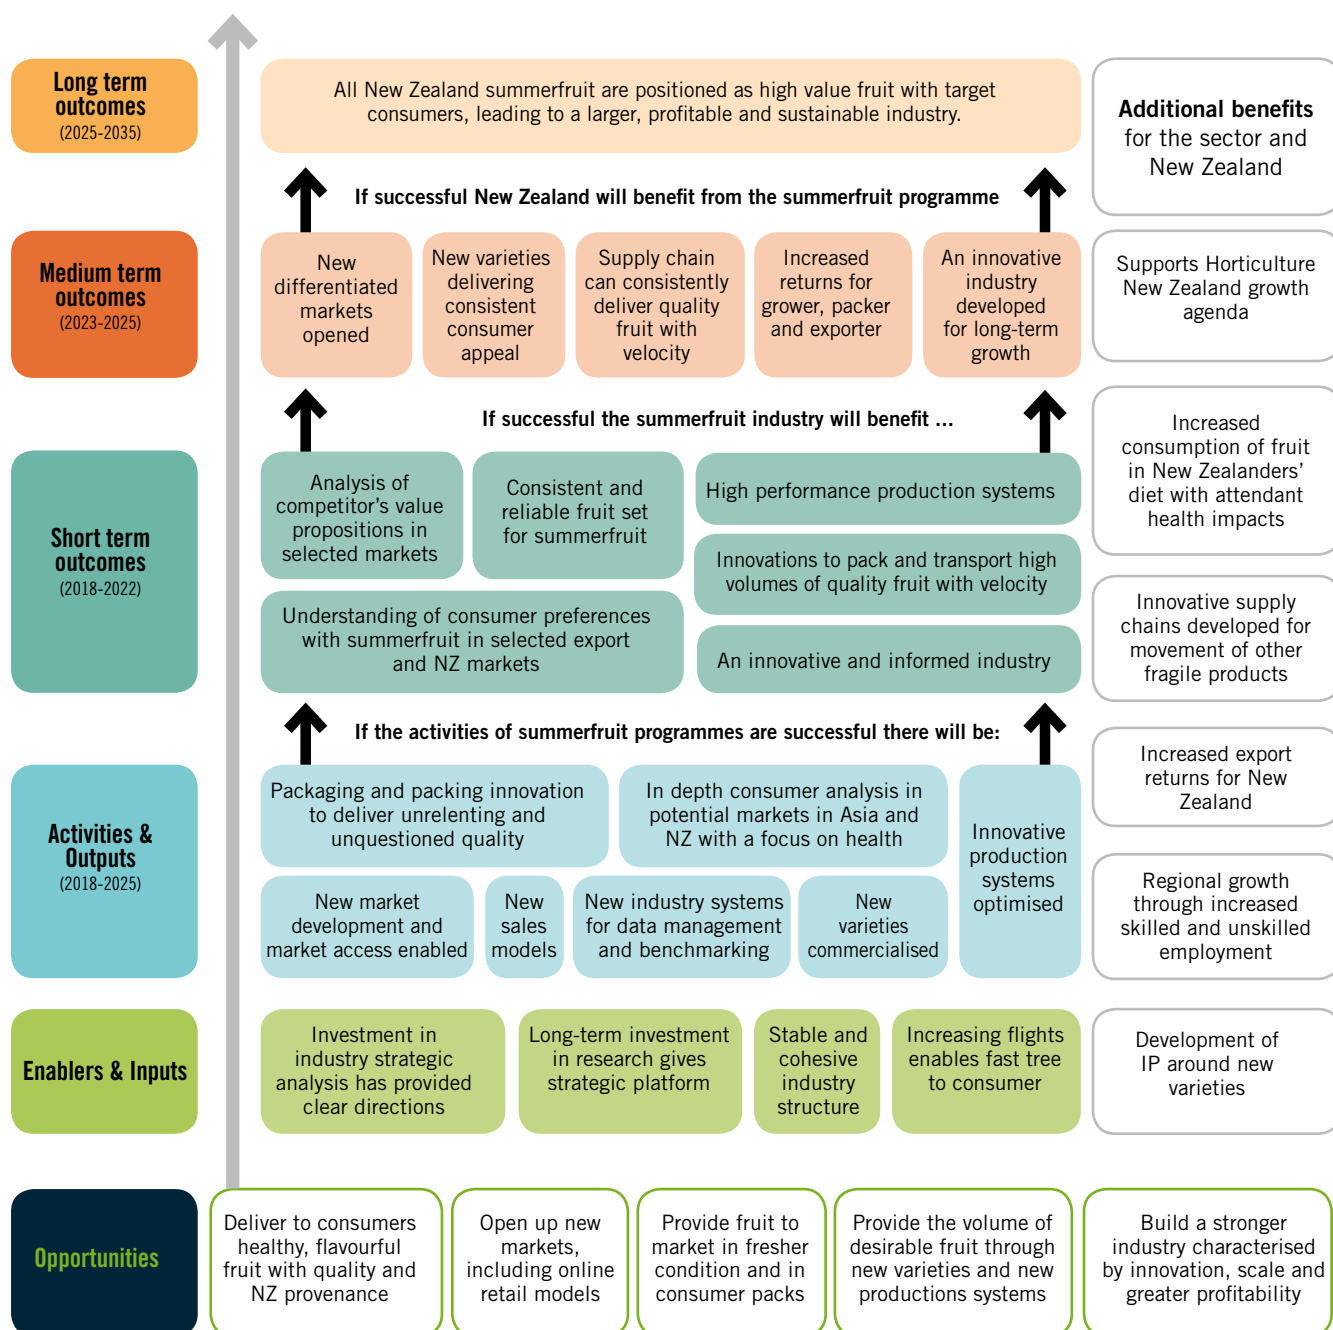 Long term
outcomes
(2025-2035)
All New Zealand summerfruit are positioned as high value fruit with target
consumers, leading to a larger, profitable and sustainable industry.
Additional benefits
for the sector and
New Zealand
If successful New Zealand will benefit from the summerfruit programme
Medium term
outcomes
(2023-2025)
New
differentiated
markets
opened
New varieties
delivering
consistent
consumer
appeal
Supply chain
can consistently
deliver quality
fruit with
velocity
Increased
returns for
grower, packer
and exporter
An innovative
industry
developed
for long-term
growth
Supports Horticulture
New Zealand growth
agenda
If successful the summerfruit industry will benefit ...
Short term
outcomes
(2018-2022)
Analysis of
competitor’s value
propositions in
selected markets
Consistent and
reliable fruit set
for summerfruit
High performance production systems
Innovations to pack and transport high
volumes of quality fruit with velocity
Understanding of consumer preferences
with summerfruit in selected export
and NZ markets
An innovative and informed industry
Increased
consumption of fruit
in New Zealanders’
diet with attendant
health impacts
Innovative supply
chains developed for
movement of other
fragile products
If the activities of summerfruit programmes are successful there will be:
Activities &
Outputs
(2018-2025)
Packaging and packing innovation
to deliver unrelenting and
unquestioned quality
In depth consumer analysis in
potential markets in Asia and
NZ with a focus on health
Innovative
production
systems
optimised
New market
development and
market access enabled
New
sales
models
New industry systems
for data management
and benchmarking
New
varieties
commercialised
Increased export
returns for New
Zealand
Regional growth
through increased
skilled and unskilled
employment
Enablers & Inputs
Investment in
industry strategic
analysis has provided
clear directions
Long-term investment
in research gives
strategic platform
Stable and
cohesive
industry
structure
Increasing flights
enables fast tree
to consumer
Development of
IP around new
varieties
Opportunities
Deliver to consumers
healthy, flavourful
fruit with quality and
NZ provenance
Open up new
markets,
including online
retail models
Provide fruit to
market in fresher
condition and in
consumer packs
Provide the volume of
desirable fruit through
new varieties and new
productions systems
Build a stronger
industry characterised
by innovation, scale and
greater profitability